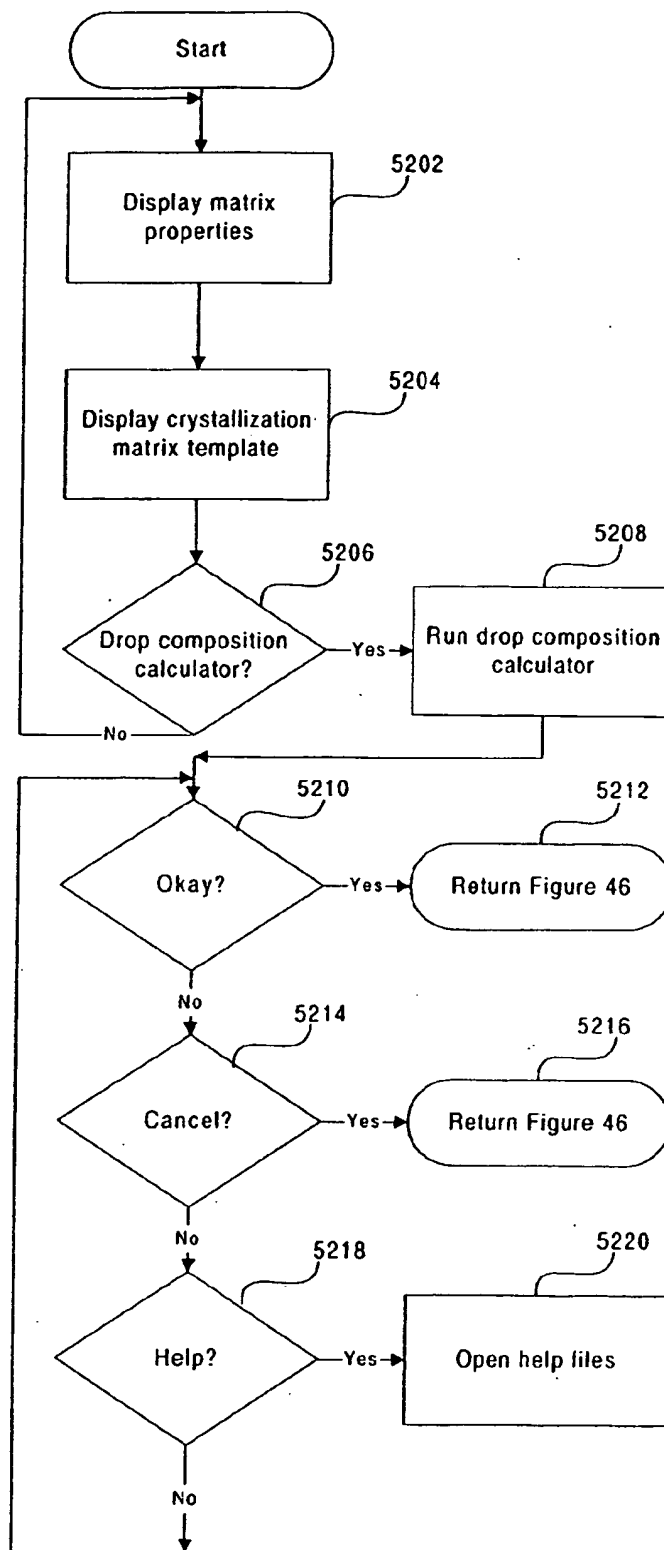 Start
5202
Display matrix
properties
5204
Display crystallization
matrix template
5206
Drop composition
calculator?
Yes
5208
Run drop composition
calculator
No
5210
Okay?
Yes
5212
Return Figure 46
No
5214
Cancel?
Yes
5216
Return Figure 46
No
5218
Help?
Yes
5220
Open help files
No